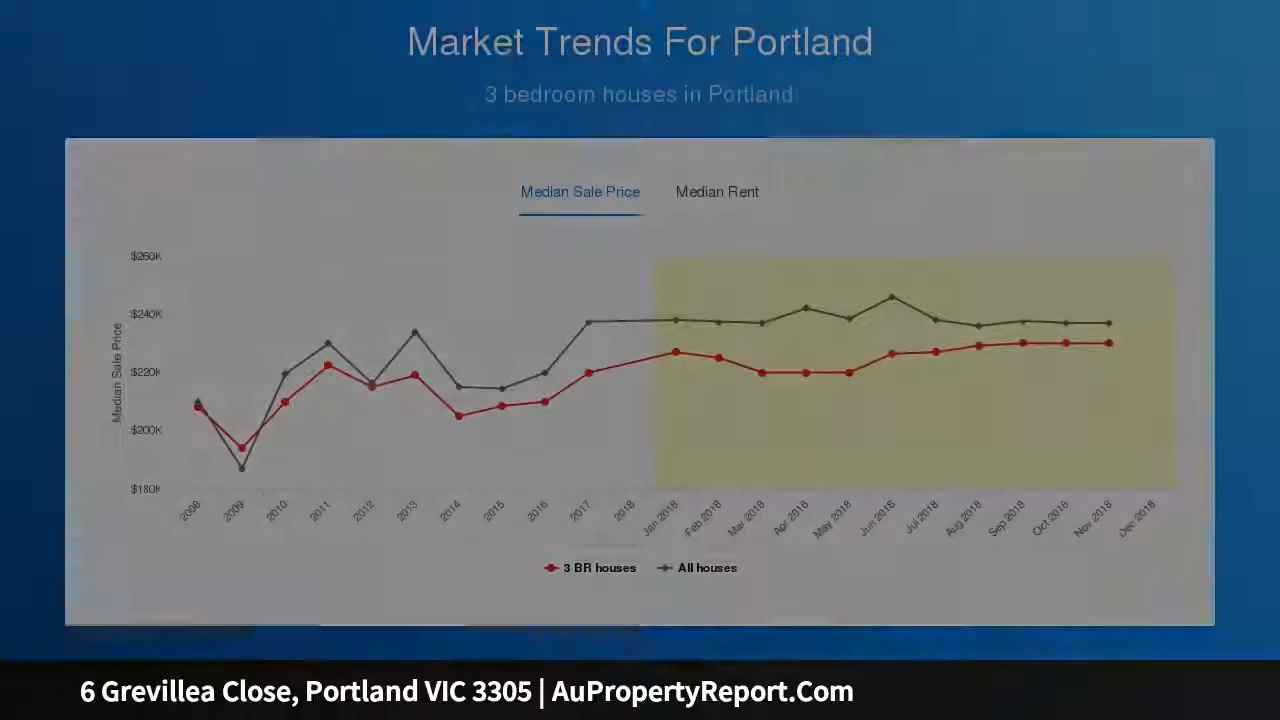 Market Trends For Portland
3 bedroom houses in Portland
Median Sale Price Median Rent
$260K
$240K
$220K
$200K
$180K
Median Sale Price
2008 2009 2010 2011 2012 2013 2014 2015 2016 2017 2018 Jan 2018 Feb 2018 Mar 2018 Apr 2018 May 2018 Jun 2018 Jul 2018 Aug 2018 Sep 2018 Oct 2018 Nov 2018 Dec 2018
3 BR houses All houses
6 Grevillea Close, Portland VIC 3305 | AuPropertyReport.Com